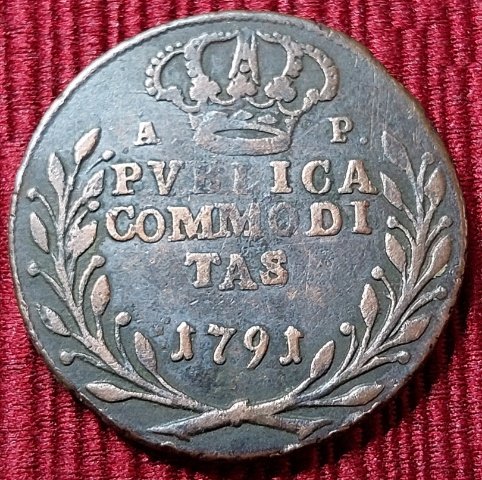 A P.
PVBLICA
COMMODI
TAS
1791